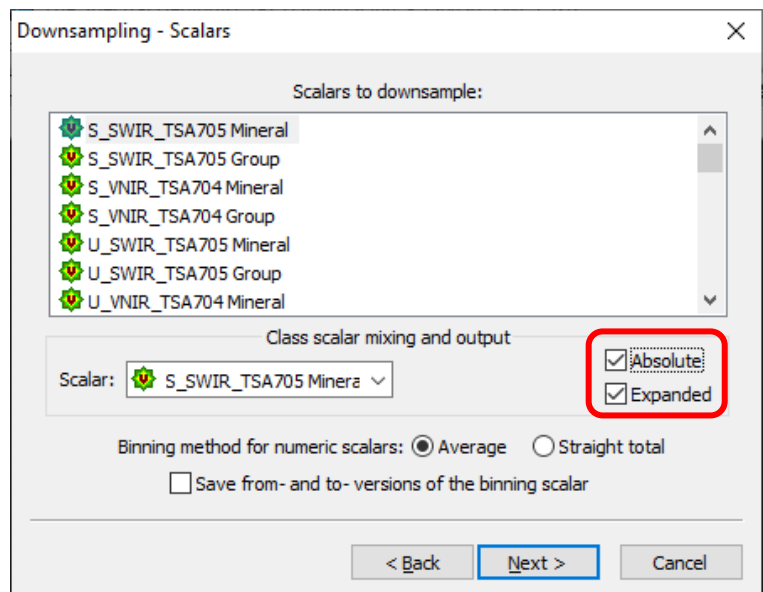 Downsampling - Scalars
Scalars to downsample:
S_SWIR_TSA705 Mineral
S_SWIR_TSA705 Group
S_VNIR_TSA704 Mineral
S_VNIR_TSA704 Group
U_SWIR_TSA705 Mineral
U_SWIR_TSA705 Group
U_VNIR_TSA704 Mineral
Class scalar mixing and output
Absolute
Scalar: S_SWIR_TSA705 Minera
Expanded
Binning method for numeric scalars: Average Straight total
Save from- and to- versions of the binning scalar
< Back Next > Cancel